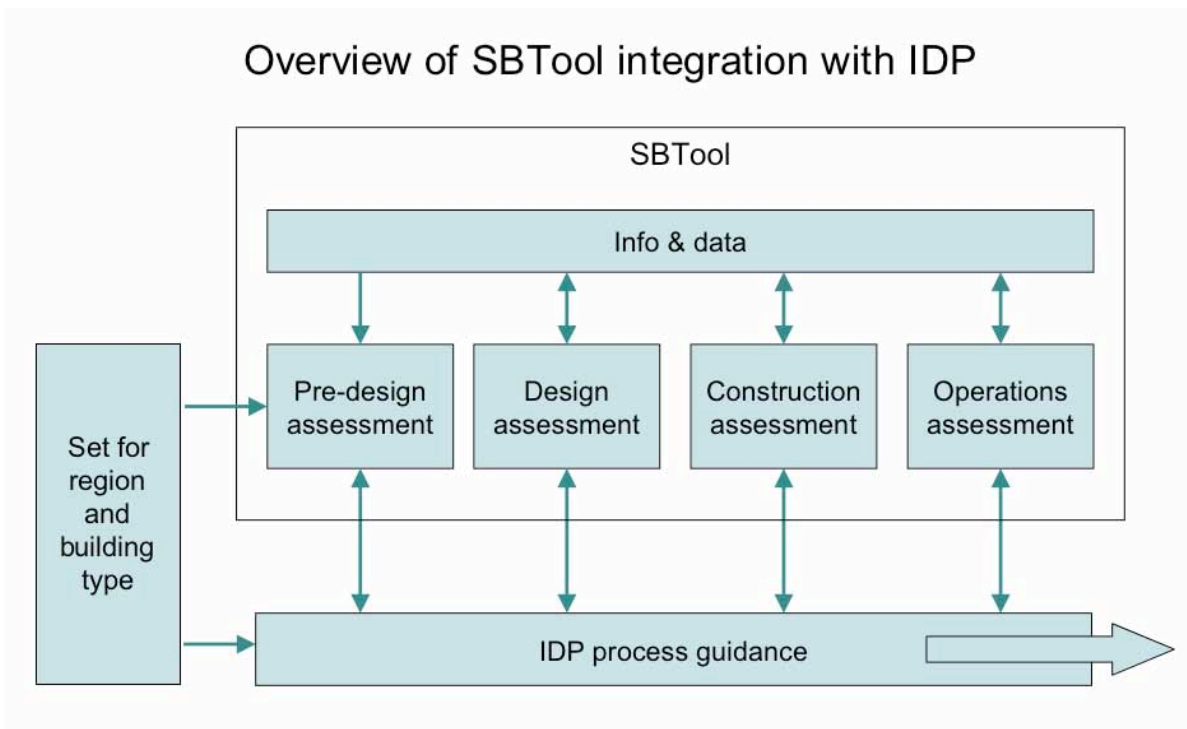 Overview of SBTool integration with IDP
SBTool
Info & data
Pre-design
assessment
Design
assessment
Construction
assessment
Operations
assessment
Set for
region
and
building
type
IDP process guidance